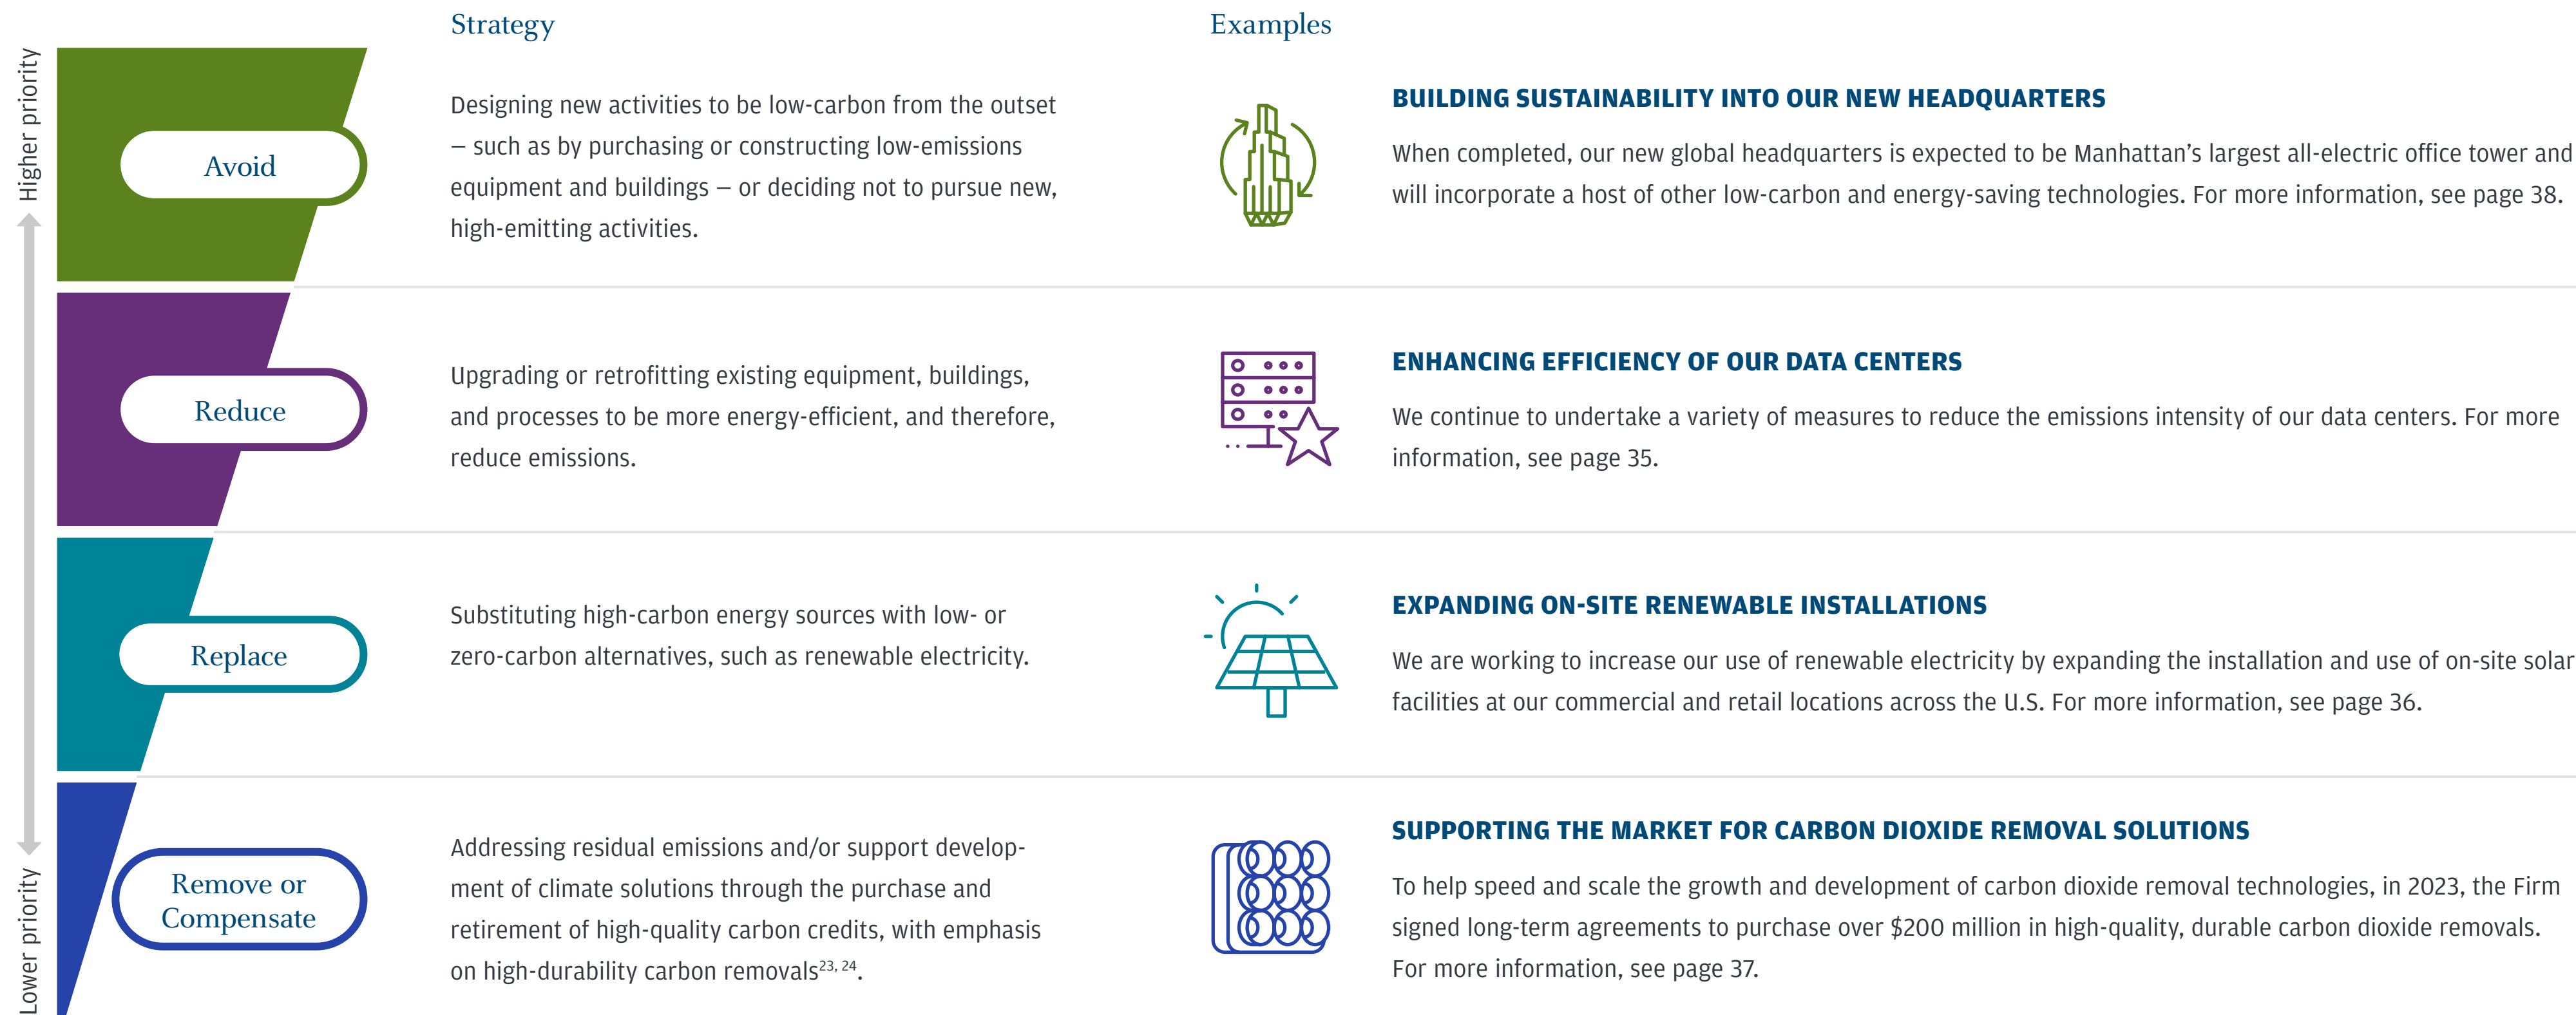 Strategy
Examples
Higher priority
Avoid
Designing new activities to be low-carbon from the outset
– such as by purchasing or constructing low-emissions
equipment and buildings – or deciding not to pursue new,
high-emitting activities.
BUILDING SUSTAINABILITY INTO OUR NEW HEADQUARTERS
When completed, our new global headquarters is expected to be Manhattan’s largest all-electric office tower and
will incorporate a host of other low-carbon and energy-saving technologies. For more information, see page 38.
Reduce
Upgrading or retrofitting existing equipment, buildings,
and processes to be more energy-efficient, and therefore,
reduce emissions.
ENHANCING EFFICIENCY OF OUR DATA CENTERS
We continue to undertake a variety of measures to reduce the emissions intensity of our data centers. For more
information, see page 35.
Replace
Substituting high-carbon energy sources with low- or
zero-carbon alternatives, such as renewable electricity.
EXPANDING ON-SITE RENEWABLE INSTALLATIONS
We are working to increase our use of renewable electricity by expanding the installation and use of on-site solar
facilities at our commercial and retail locations across the U.S. For more information, see page 36.
Lower priority
Remove or
Compensate
Addressing residual emissions and/or support develop-
ment of climate solutions through the purchase and
retirement of high-quality carbon credits, with emphasis
on high-durability carbon removals23, 24.
SUPPORTING THE MARKET FOR CARBON DIOXIDE REMOVAL SOLUTIONS
To help speed and scale the growth and development of carbon dioxide removal technologies, in 2023, the Firm
signed long-term agreements to purchase over $200 million in high-quality, durable carbon dioxide removals.
For more information, see page 37.